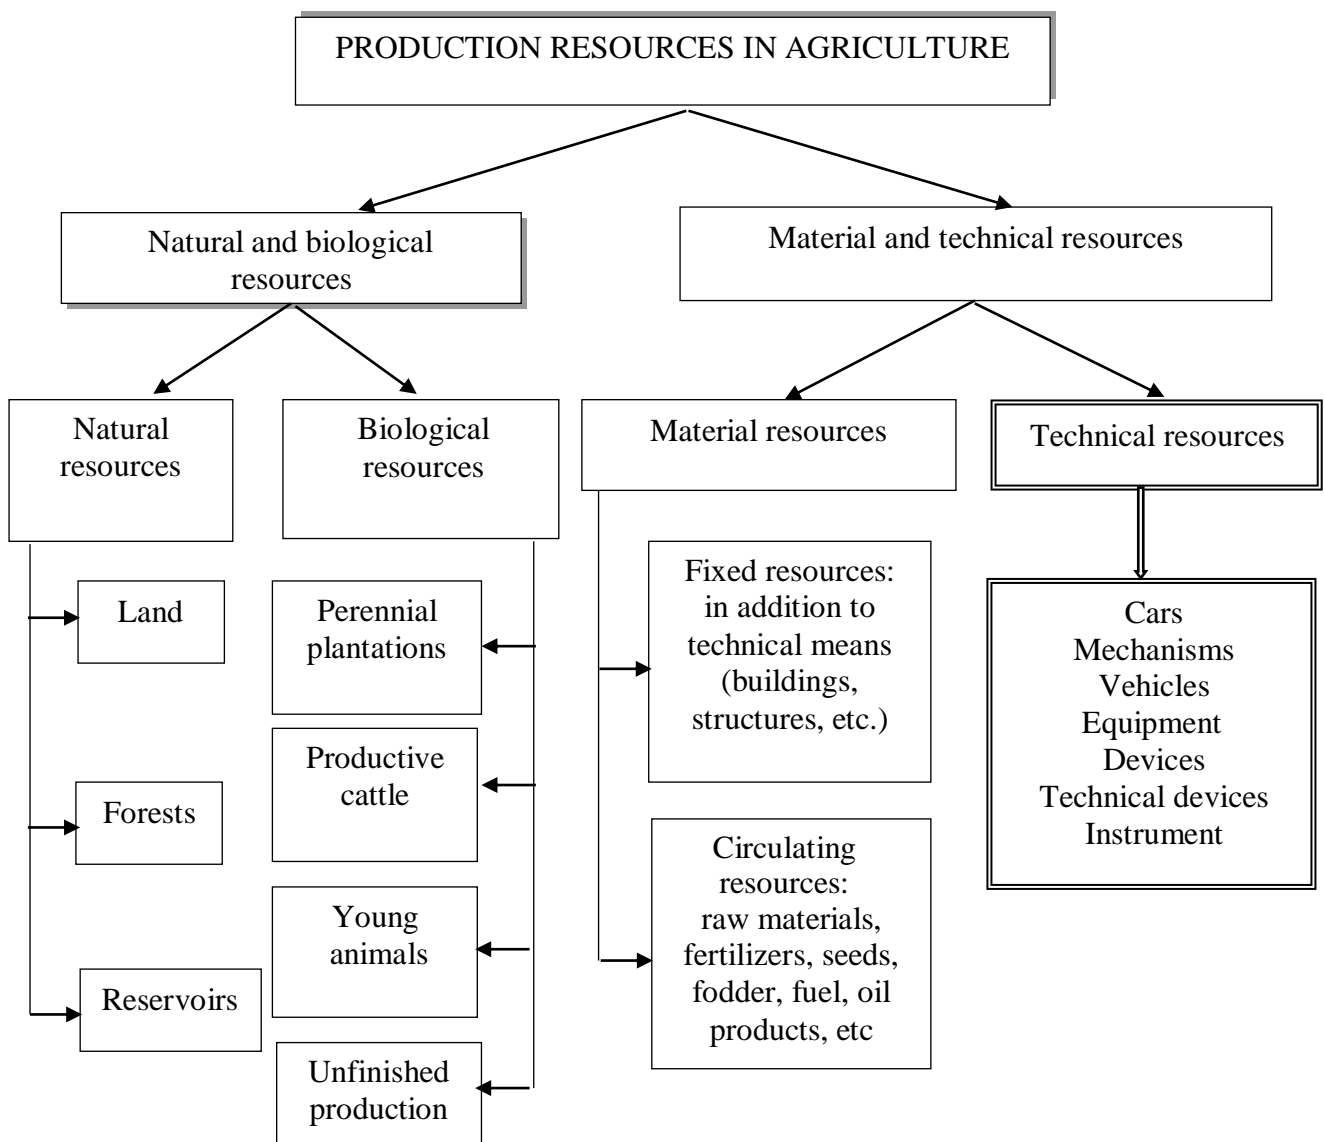 PRODUCTION RESOURCES IN AGRICULTURE
Natural and biological
resources
Material and technical resources
Natural
resources
Biological
resources
Material resources
Technical resources
Land
Forests
Reservoirs
Perennial
plantations
Productive
cattle
Young
animals
Unfinished
production
Fixed resources:
in addition to
technical means
(buildings,
structures, etc.)
Circulating
resources:
raw materials,
fertilizers, seeds,
fodder, fuel, oil
products, etc
Cars
Mechanisms
Vehicles
Equipment
Devices
Technical devices
Instrument